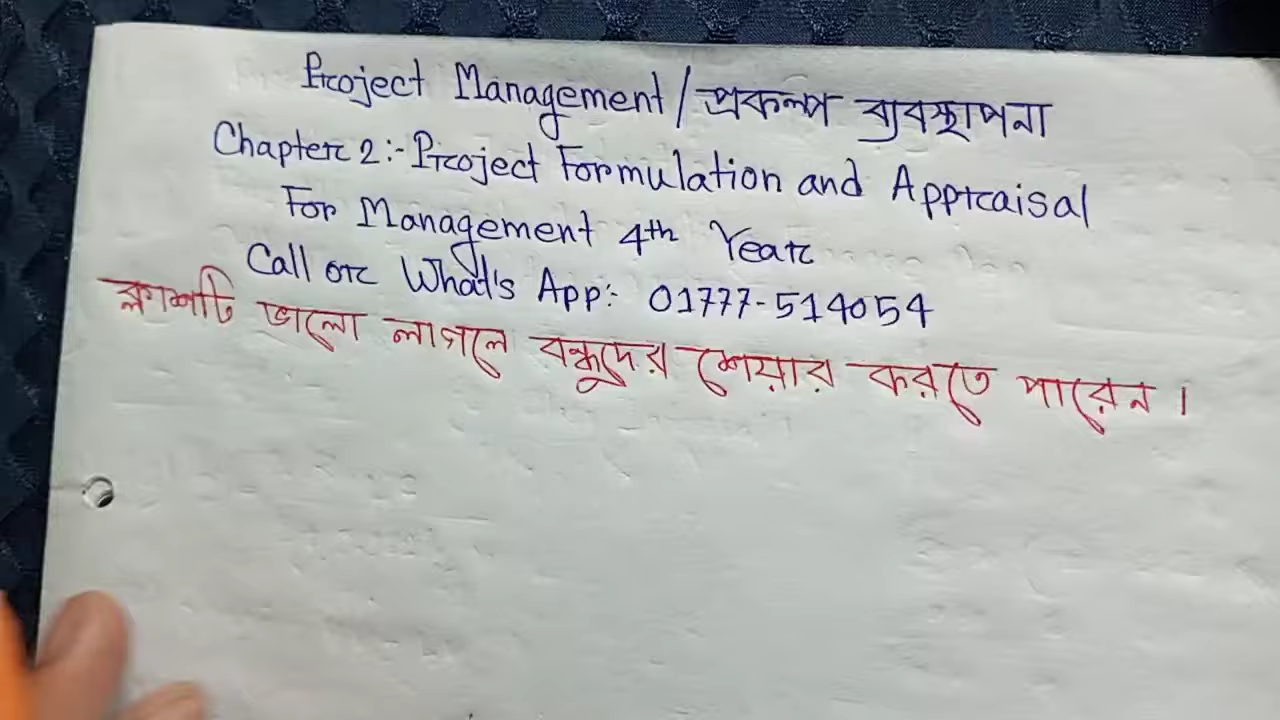 Project Management/প্রকল্প ব্যবস্থাপনা
Chapter 2:- Project Formulation and Appraisal
For Management 4th Year
Call or What's App:- 01777-514054
ক্লাশটি ভালো লাগলে বন্ধুদের শেয়ার করতে পারেন।